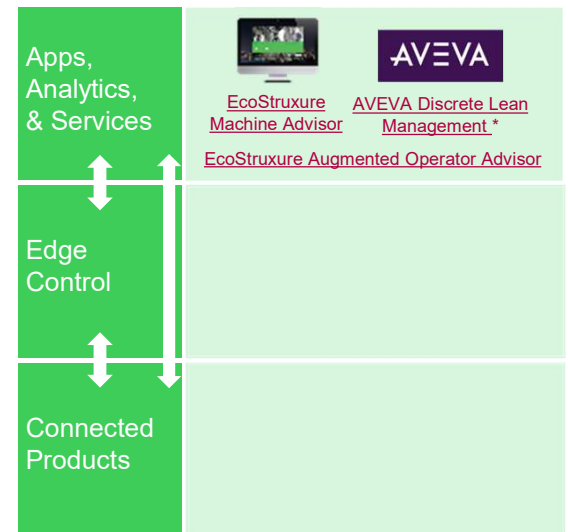 Apps,
Analytics,
& Services
AVEVA
EcoStruxure
Machine Advisor
AVEVA Discrete Lean
Management *
EcoStruxure Augmented Operator Advisor
Edge
Control
Connected
Products